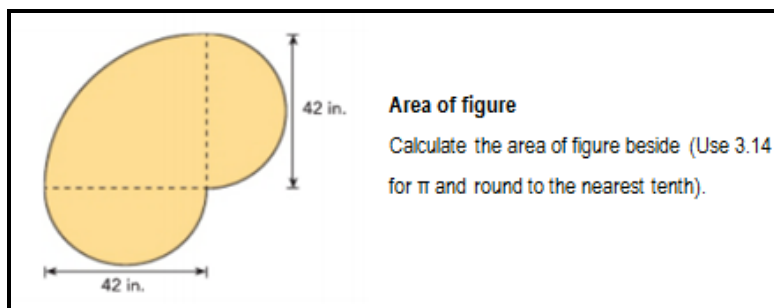 42 in.
Area of figure
Calculate the area of figure beside (Use 3.14
for π and round to the nearest tenth).
42 in.